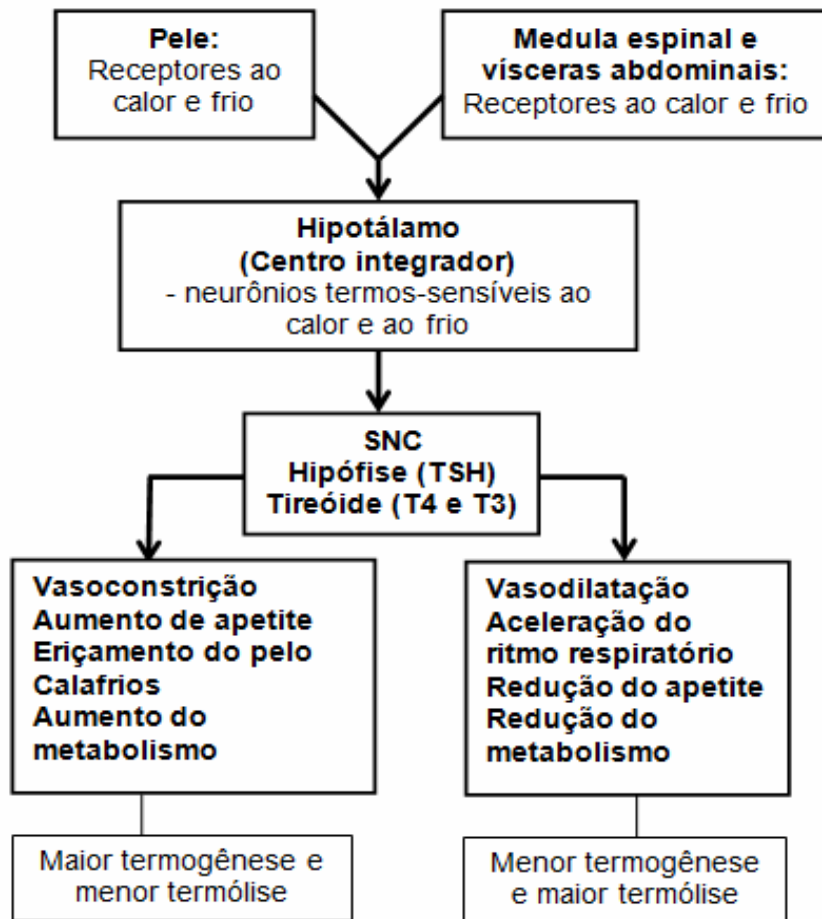 Pele:
Receptores ao
calor e frio
Medula espinal e
vísceras abdominais:
Receptores ao calor e frio
Hipotálamo
(Centro integrador)
- neurônios termos-sensíveis ao
calor e ao frio
SNC
Hipófise (TSH)
Tireóide (T4 e T3)
Vasoconstrição
Aumento de apetite
Eriçamento do pelo
Calafrios
Aumento do
metabolismo
Vasodilatação
Aceleração do
ritmo respiratório
Redução do apetite
Redução do
metabolismo
Maior termogênese e
menor termólise
Menor termogênese
e maior termólise